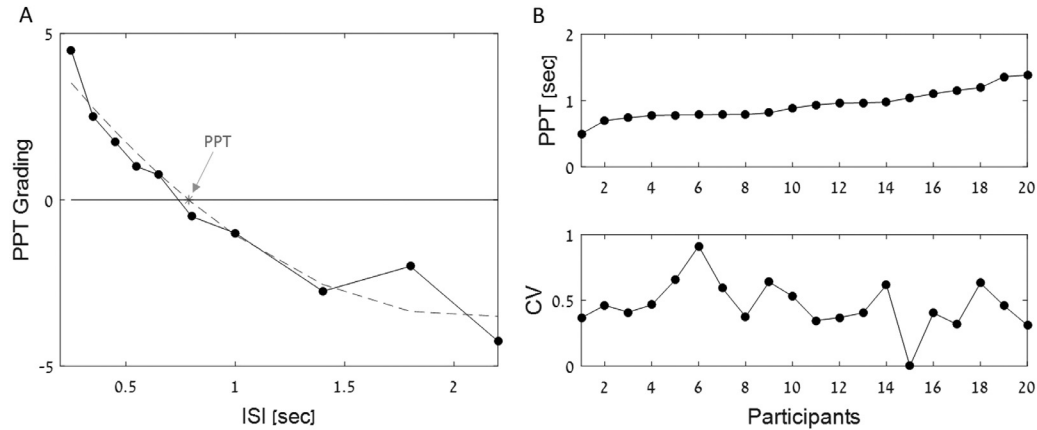 A
5
0
-5
PPT Grading
PPT
0.5 1 1.5 2
ISI [sec]
B
2
1
0
PPT [sec]
2 4 6 8 10 12 14 16 18 20
1
0.5
0
CV
2 4 6 8 10 12 14 16 18 20
Participants